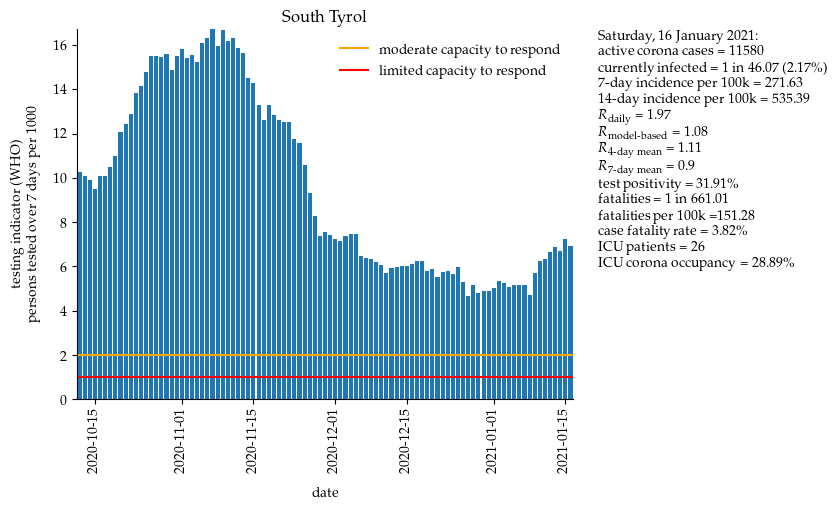 South Tyrol
moderate capacity to respond
limited capacity to respond
testing indicator (WHO)
persons tested over 7 days per 1000
16
14
12
10
8
6
4
2
0
2020-10-15
2020-11-01
2020-11-15
2020-12-01
2020-12-15
2021-01-01
2021-01-15
date
Saturday, 16 January 2021:
active corona cases = 11580
currently infected = 1 in 46.07 (2.17%)
7-day incidence per 100k = 271.63
14-day incidence per 100k = 535.39
R daily = 1.97
R model-based = 1.08
R 4-day mean = 1.11
R 7-day mean = 0.9
test positivity = 31.91%
fatalities = 1 in 661.01
fatalities per 100k =151.28
case fatality rate = 3.82%
ICU patients = 26
ICU corona occupancy = 28.89%